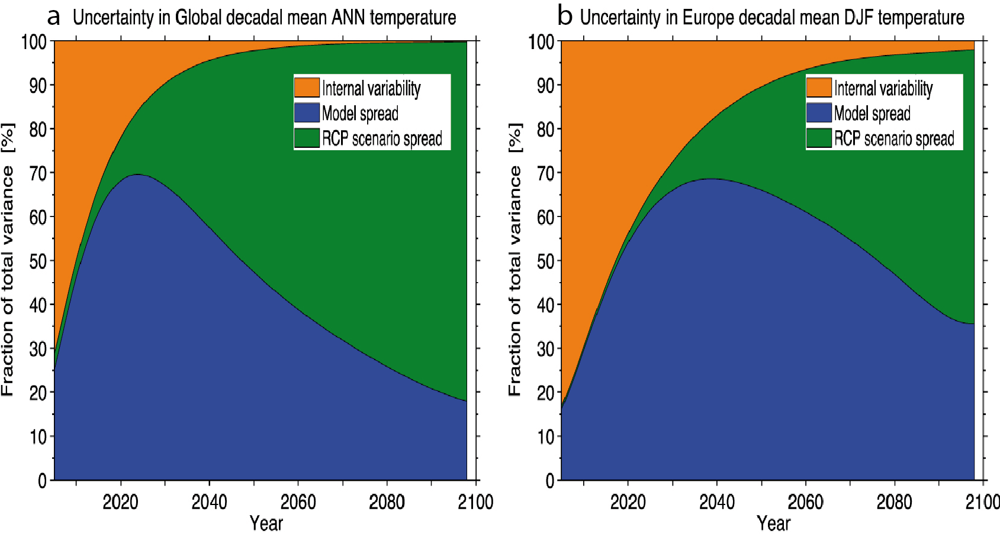 a Uncertainty in Global decadal mean ANN temperature
100
90
80
70
60
50
40
30
20
10
0
Fraction of total variance [%]
Internal variability
Model spread
RCP scenario spread
2020 2040 2060 2080 2100
Year
b Uncertainty in Europe decadal mean DJF temperature
100
90
80
70
60
50
40
30
20
10
0
Fraction of total variance [%]
Internal variability
Model spread
RCP scenario spread
2020 2040 2060 2080 2100
Year